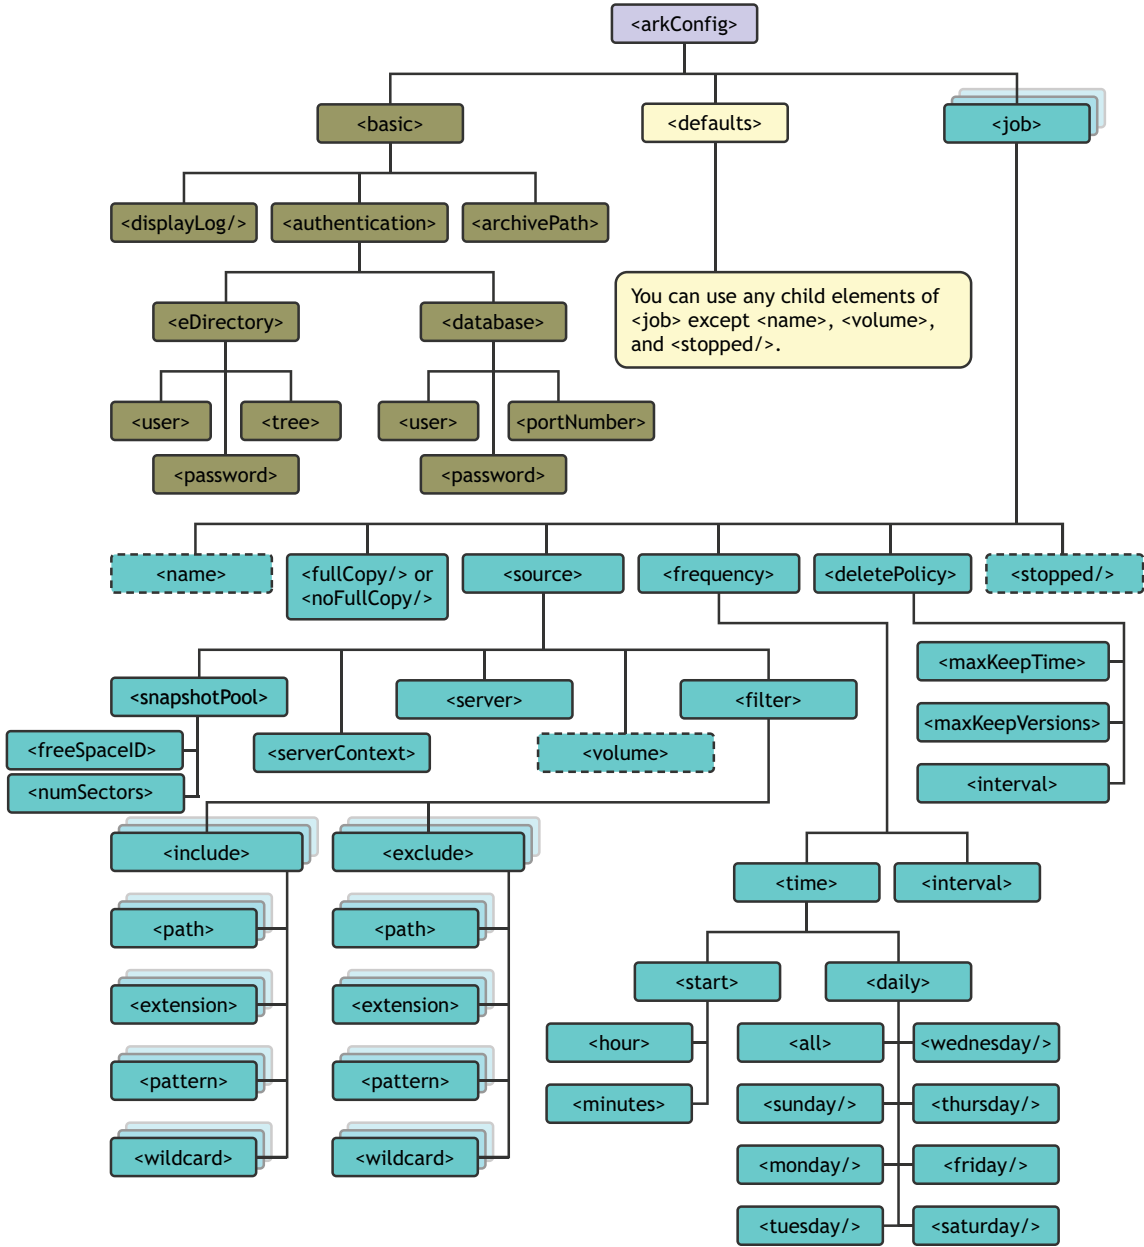 <arkConfig>
<basic>
<defaults>
<job>
<displayLog/>
<authentication>
<archivePath>
You can use any child elements of
<job> except <name>, <volume>,
and <stopped/>.
<eDirectory>
<database>
<user>
<tree>
<user>
<portNumber>
<password>
<password>
<name>
<fullCopy/> or
<noFullCopy/>
<source>
<frequency>
<deletePolicy>
<stopped/>
<maxKeepTime>
<maxKeepVersions>
<interval>
<snapshotPool>
<server>
<filter>
<freeSpaceID>
<serverContext>
<volume>
<numSectors>
<include>
<exclude>
<time>
<interval>
<path>
<path>
<extension>
<extension>
<pattern>
<pattern>
<wildcard>
<wildcard>
<start>
<daily>
<hour>
<all>
<wednesday/>
<minutes>
<sunday/>
<thursday/>
<monday/>
<friday/>
<tuesday/>
<saturday/>